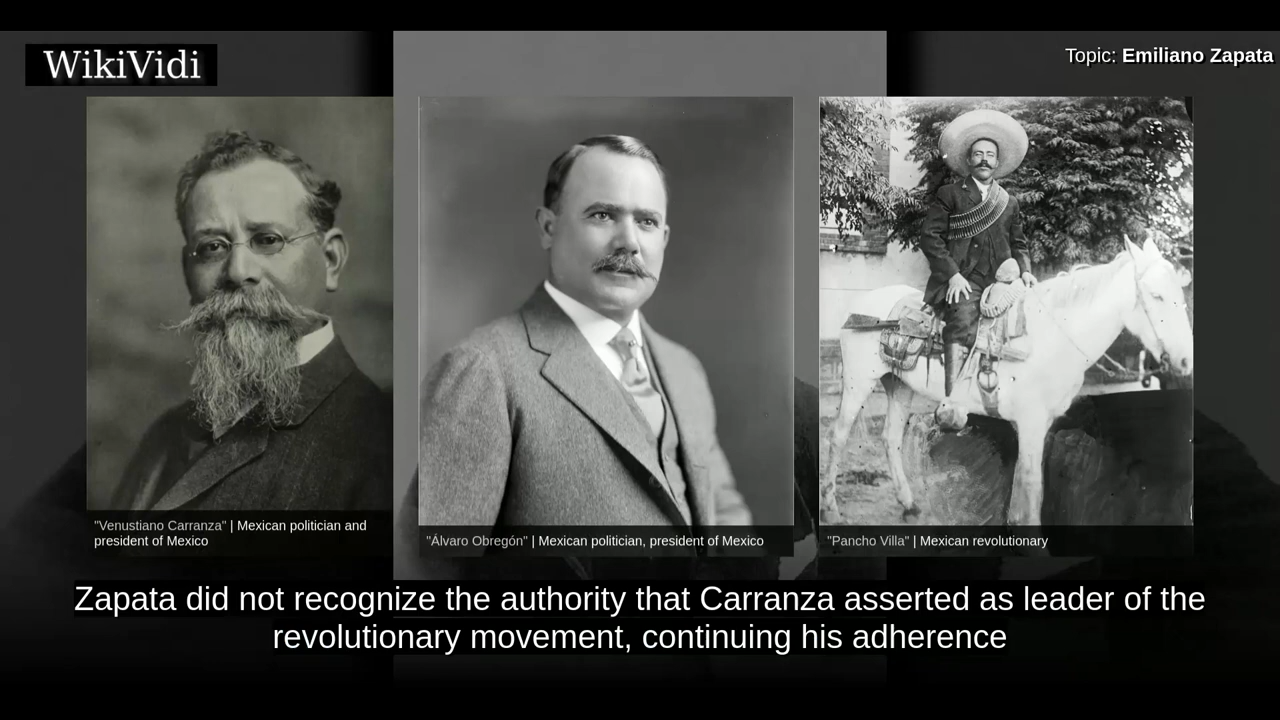 WikiVidi
Topic: Emiliano Zapata
"Venustiano Carranza" | Mexican politician and
president of Mexico
"Álvaro Obregón" | Mexican politician, president of Mexico
"Pancho Villa" | Mexican revolutionary
Zapata did not recognize the authority that Carranza asserted as leader of the
revolutionary movement, continuing his adherence